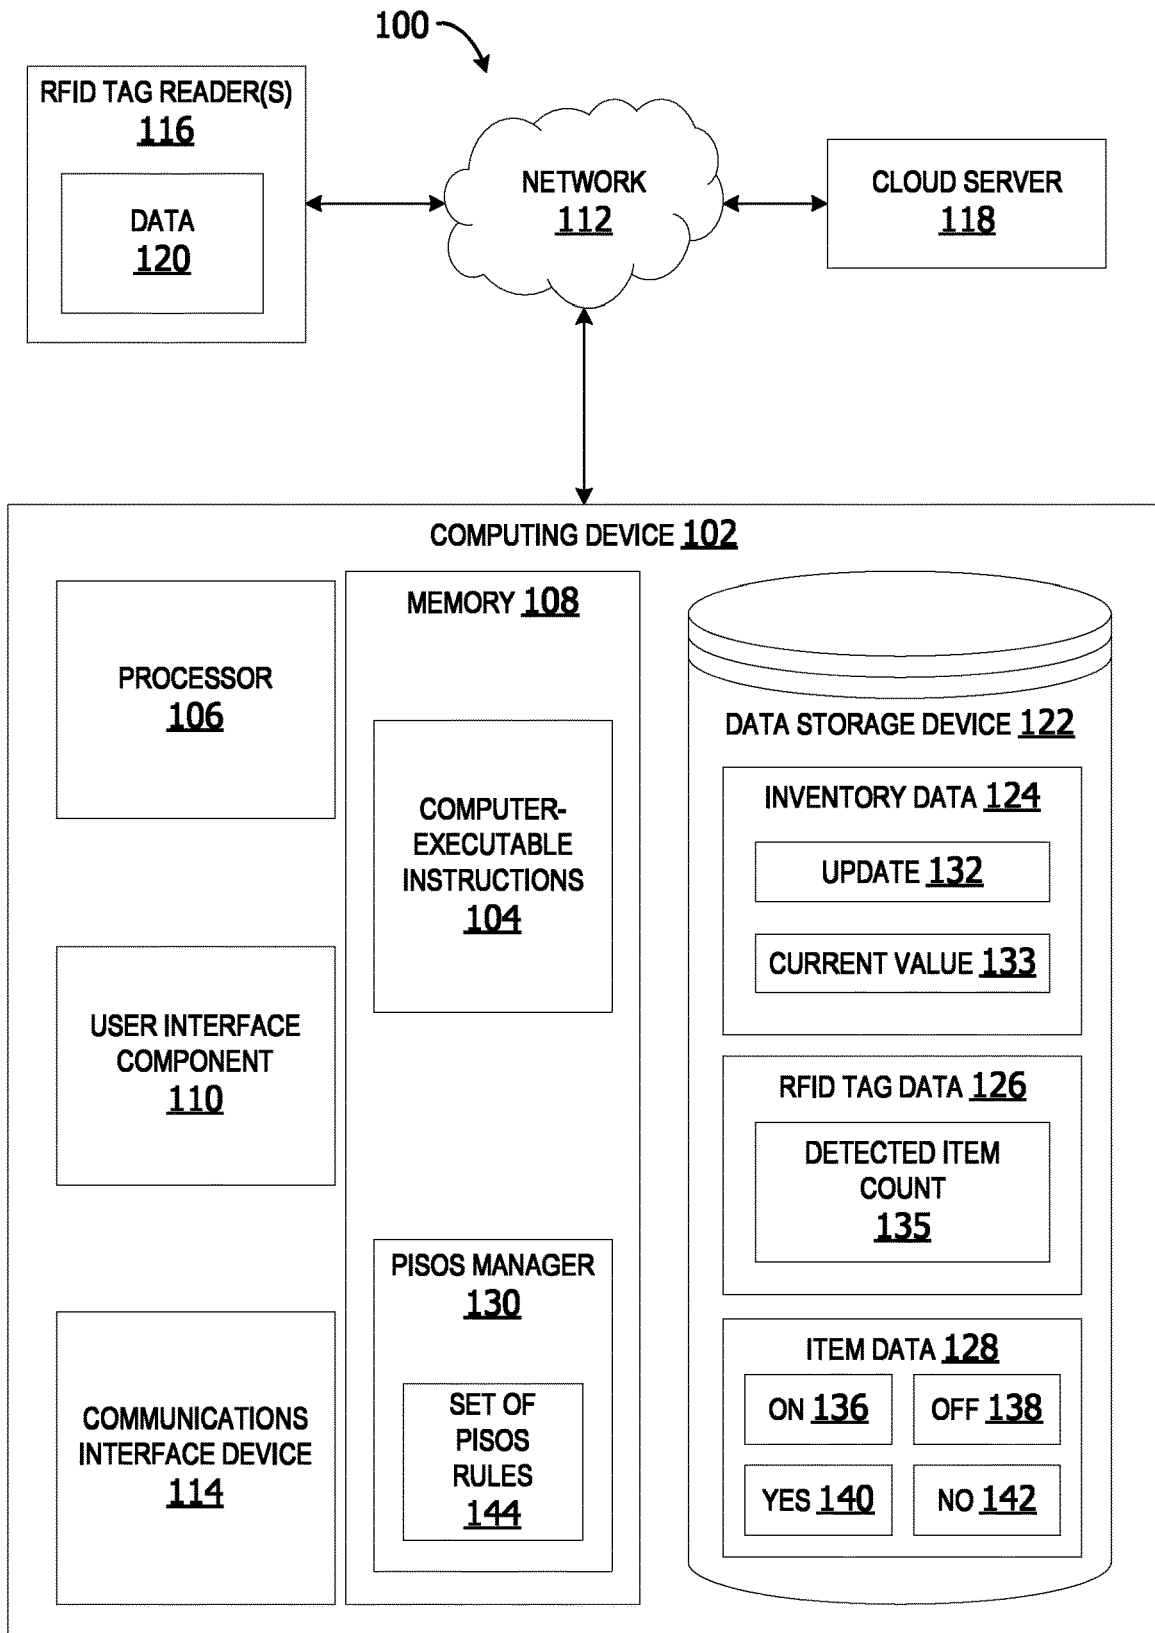 100
RFID TAG READER(S)
116
DATA
120
NETWORK
112
CLOUD SERVER
118
COMPUTING DEVICE 102
PROCESSOR
106
USER INTERFACE
COMPONENT
110
COMMUNICATIONS
INTERFACE DEVICE
114
MEMORY 108
COMPUTER-
EXECUTABLE
INSTRUCTIONS
104
PISOS MANAGER
130
SET OF
PISOS
RULES
144
DATA STORAGE DEVICE 122
INVENTORY DATA 124
UPDATE 132
CURRENT VALUE 133
RFID TAG DATA 126
DETECTED ITEM
COUNT
135
ITEM DATA 128
ON 136
OFF 138
YES 140
NO 142